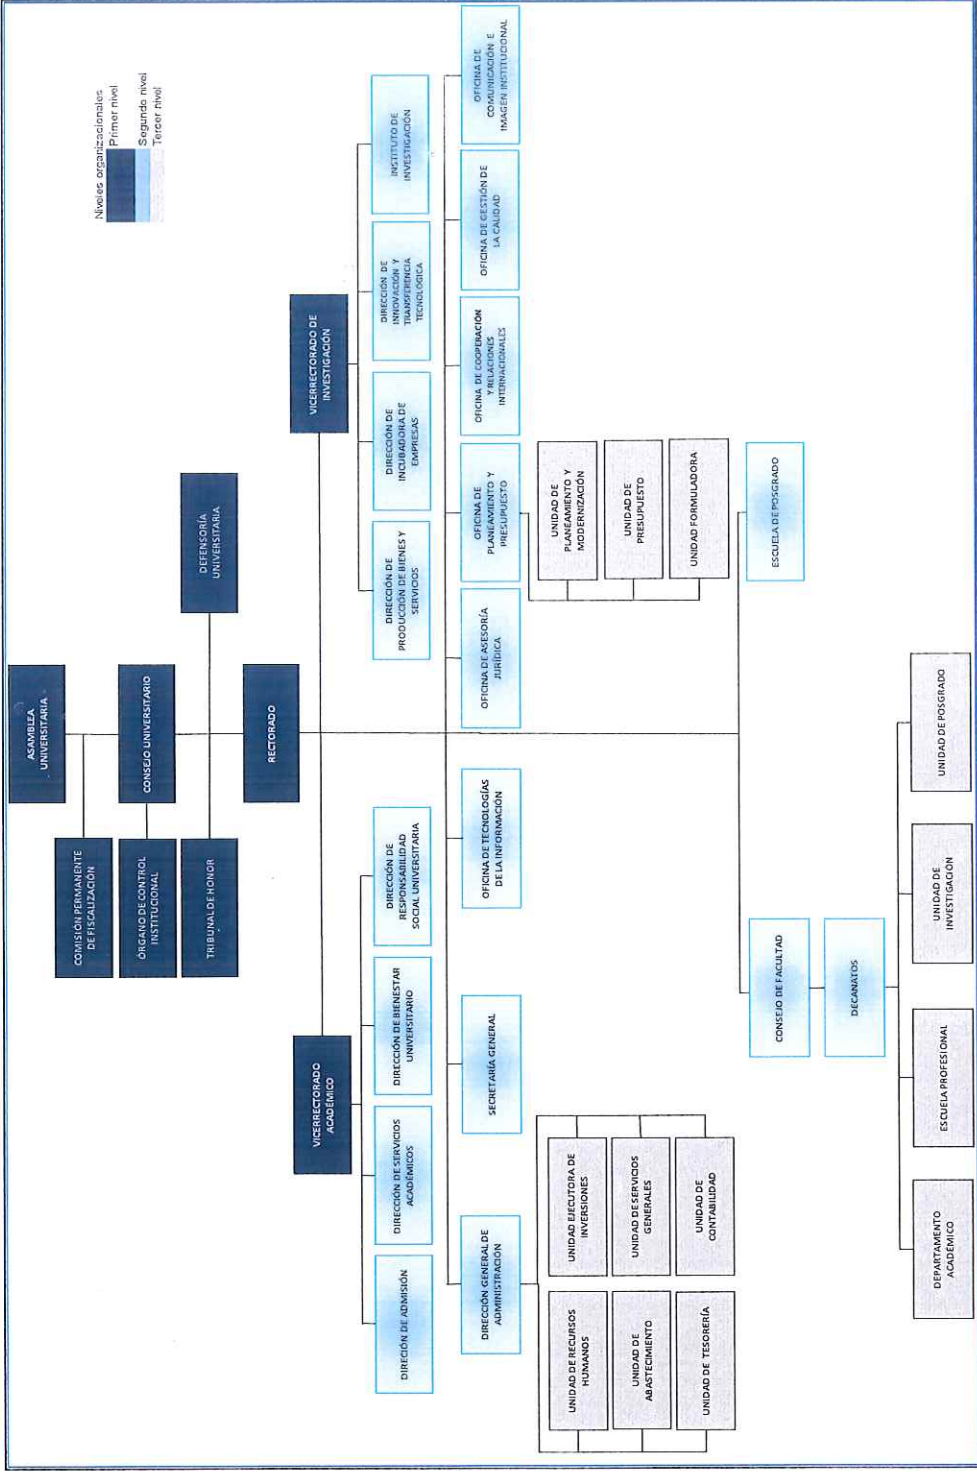 Niveles organizacionales
Primer nivel
Segundo nivel
Tercer nivel
ASAMBLEA
UNIVERSITARIA
COMISIÓN PERMANENTE
DE FISCALIZACIÓN
CONSEJO UNIVERSITARIO
ÓRGANO DE CONTROL
INSTITUCIONAL
TRIBUNAL DE HONOR
DEFENSORÍA
UNIVERSITARIA
RECTORADO
VICERRECTORADO
ACADÉMICO
VICERRECTORADO DE
INVESTIGACIÓN
DIRECIÓN DE ADMISIÓN
DIRECCIÓN DE SERVICIOS
ACADÉMICOS
DIRECCIÓN DE BIENESTAR
UNIVERSITARIO
DIRECCIÓN DE
RESPONSABILIDAD
SOCIAL UNIVERSITARIA
DIRECCIÓN DE
PRODUCCIÓN DE BIENES Y
SERVICIOS
DIRECCIÓN DE
INCUBADORA DE
EMPRESAS
DIRECCIÓN DE
INNOVACIÓN Y
TRANSFERENCIA
TECNOLOGICA
INSTITUTO DE
INVESTIGACIÓN
DIRECCIÓN GENERAL DE
ADMINISTRACIÓN
SECRETARÍA GENERAL
OFICINA DE TECNOLOGÍAS
DE LA INFORMACIÓN
OFICINA DE ASESORÍA
JURÍDICA
OFICINA DE
PLANEAMIENTO Y
PRESUPUESTO
OFICINA DE COOPERACIÓN
Y RELACIONES
INTERNACIONALES
OFICINA DE GESTIÓN DE
LA CALIDAD
OFICINA DE
COMUNICACIÓN E
IMAGEN INSTITUCIONAL
UNIDAD DE RECURSOS
HUMANOS
UNIDAD EJECUTORA DE
INVERSIONES
UNIDAD DE
ABASTECIMIENTO
UNIDAD DE SERVICIOS
GENERALES
UNIDAD DE TESORERÍA
UNIDAD DE
CONTABILIDAD
UNIDAD DE
PLANEAMIENTO Y
MODERNIZACIÓN
UNIDAD DE
PRESUPUESTO
UNIDAD FORMULADORA
CONSEJO DE FACULTAD
ESCUELA DE POSGRADO
DECANATOS
DEPARTAMENTO
ACADÉMICO
ESCUELA PROFESIONAL
UNIDAD DE
INVESTIGACIÓN
UNIDAD DE POSGRADO